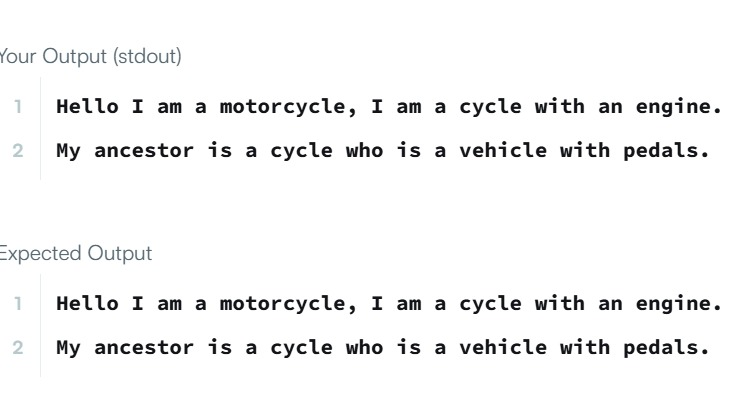 Your Output (stdout)
1 Hello I am a motorcycle, I am a cycle with an engine.
2 My ancestor is a cycle who is a vehicle with pedals.
Expected Output
1 Hello I am a motorcycle, I am a cycle with an engine.
2 My ancestor is a cycle who is a vehicle with pedals.